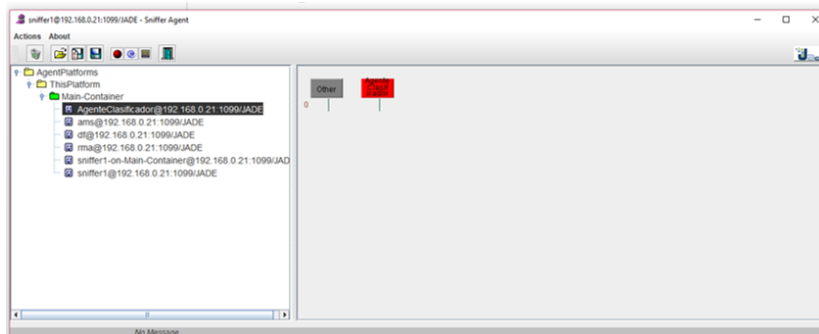 sniffer1@192.168.0.21:1099/JADE - Sniffer Agent
Actions About
AgentPlatforms
ThisPlatform
Main-Container
AgenteClasificador@192.168.0.21:1099/JADE
ams@192.168.0.21:1099/JADE
df@192.168.0.21:1099/JADE
rma@192.168.0.21:1099/JADE
sniffer1-on-Main-Container@192.168.0.21:1099/JAD
sniffer1@192.168.0.21:1099/JADE
Other
Agente
Clasif
icador
0
No Message